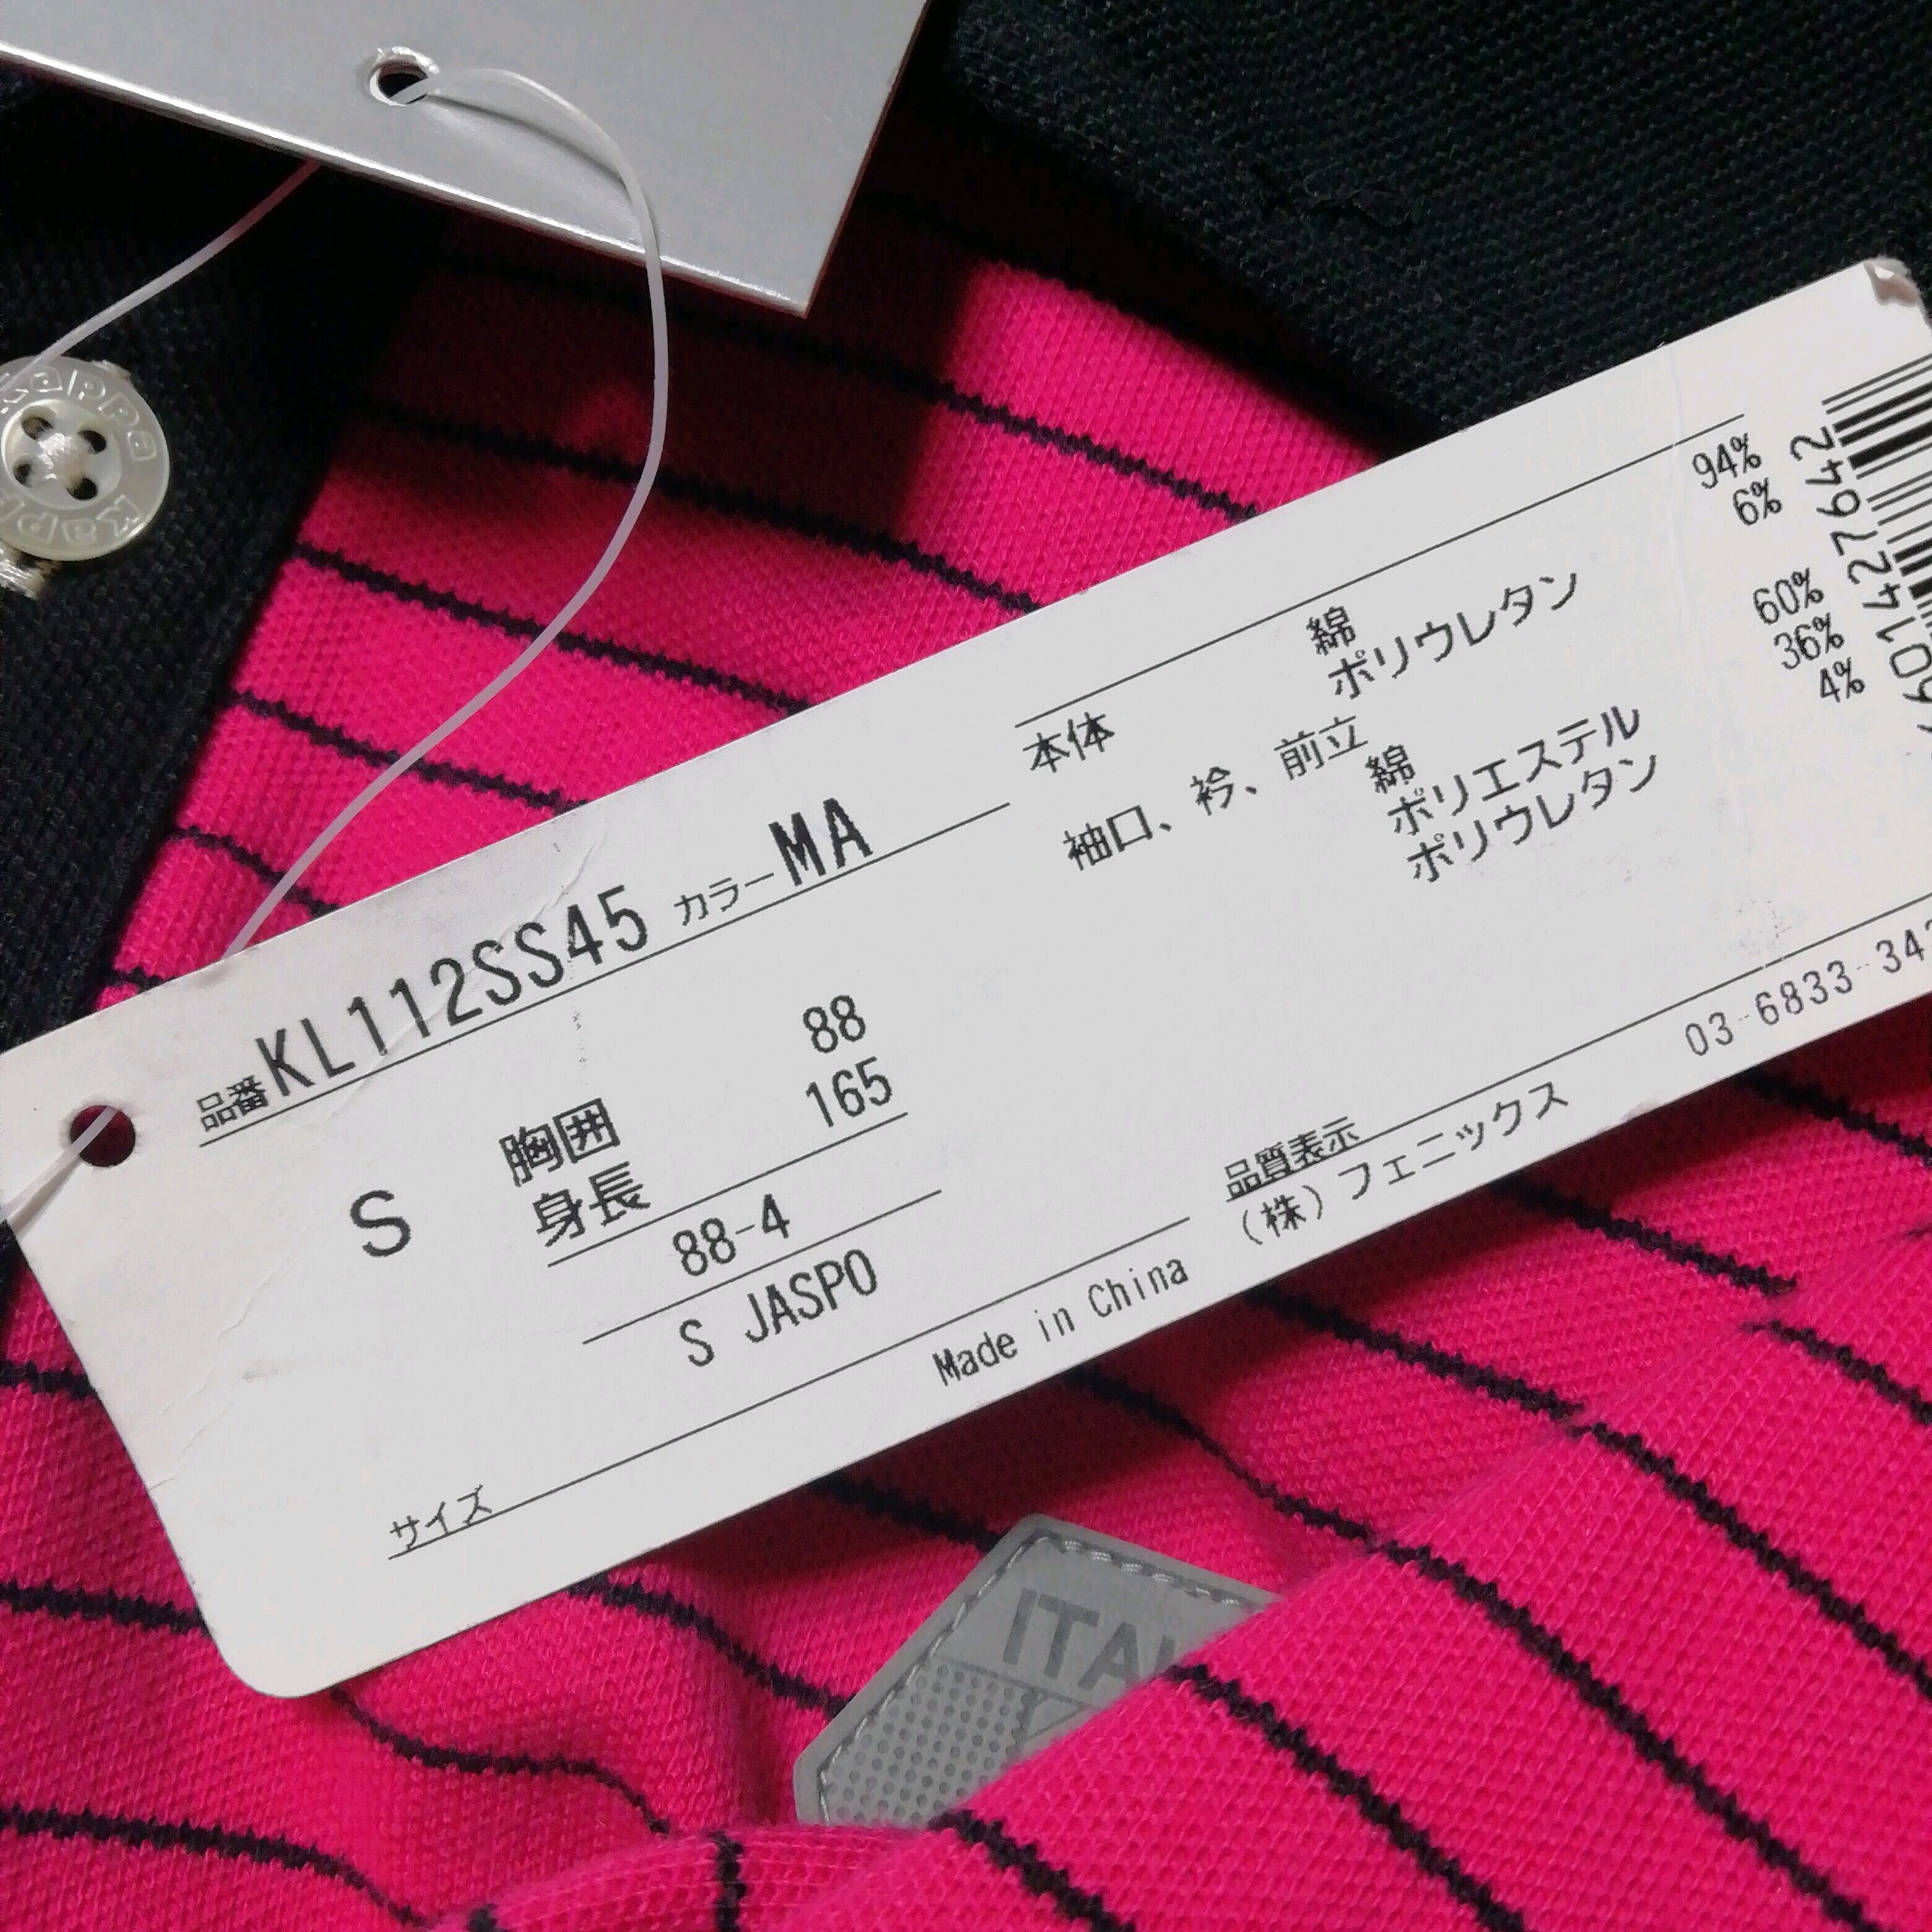 kappa
品番 KL112SS45 カラー MA
S
胸囲 88
身長 165
88-4
S JASPO
サイズ
Made in China
本体
綿 94%
ポリウレタン 6%
袖口、衿、前立
綿 60%
ポリエステル 36%
ポリウレタン 4%
品質表示
(株)フェニックス 03-6833-